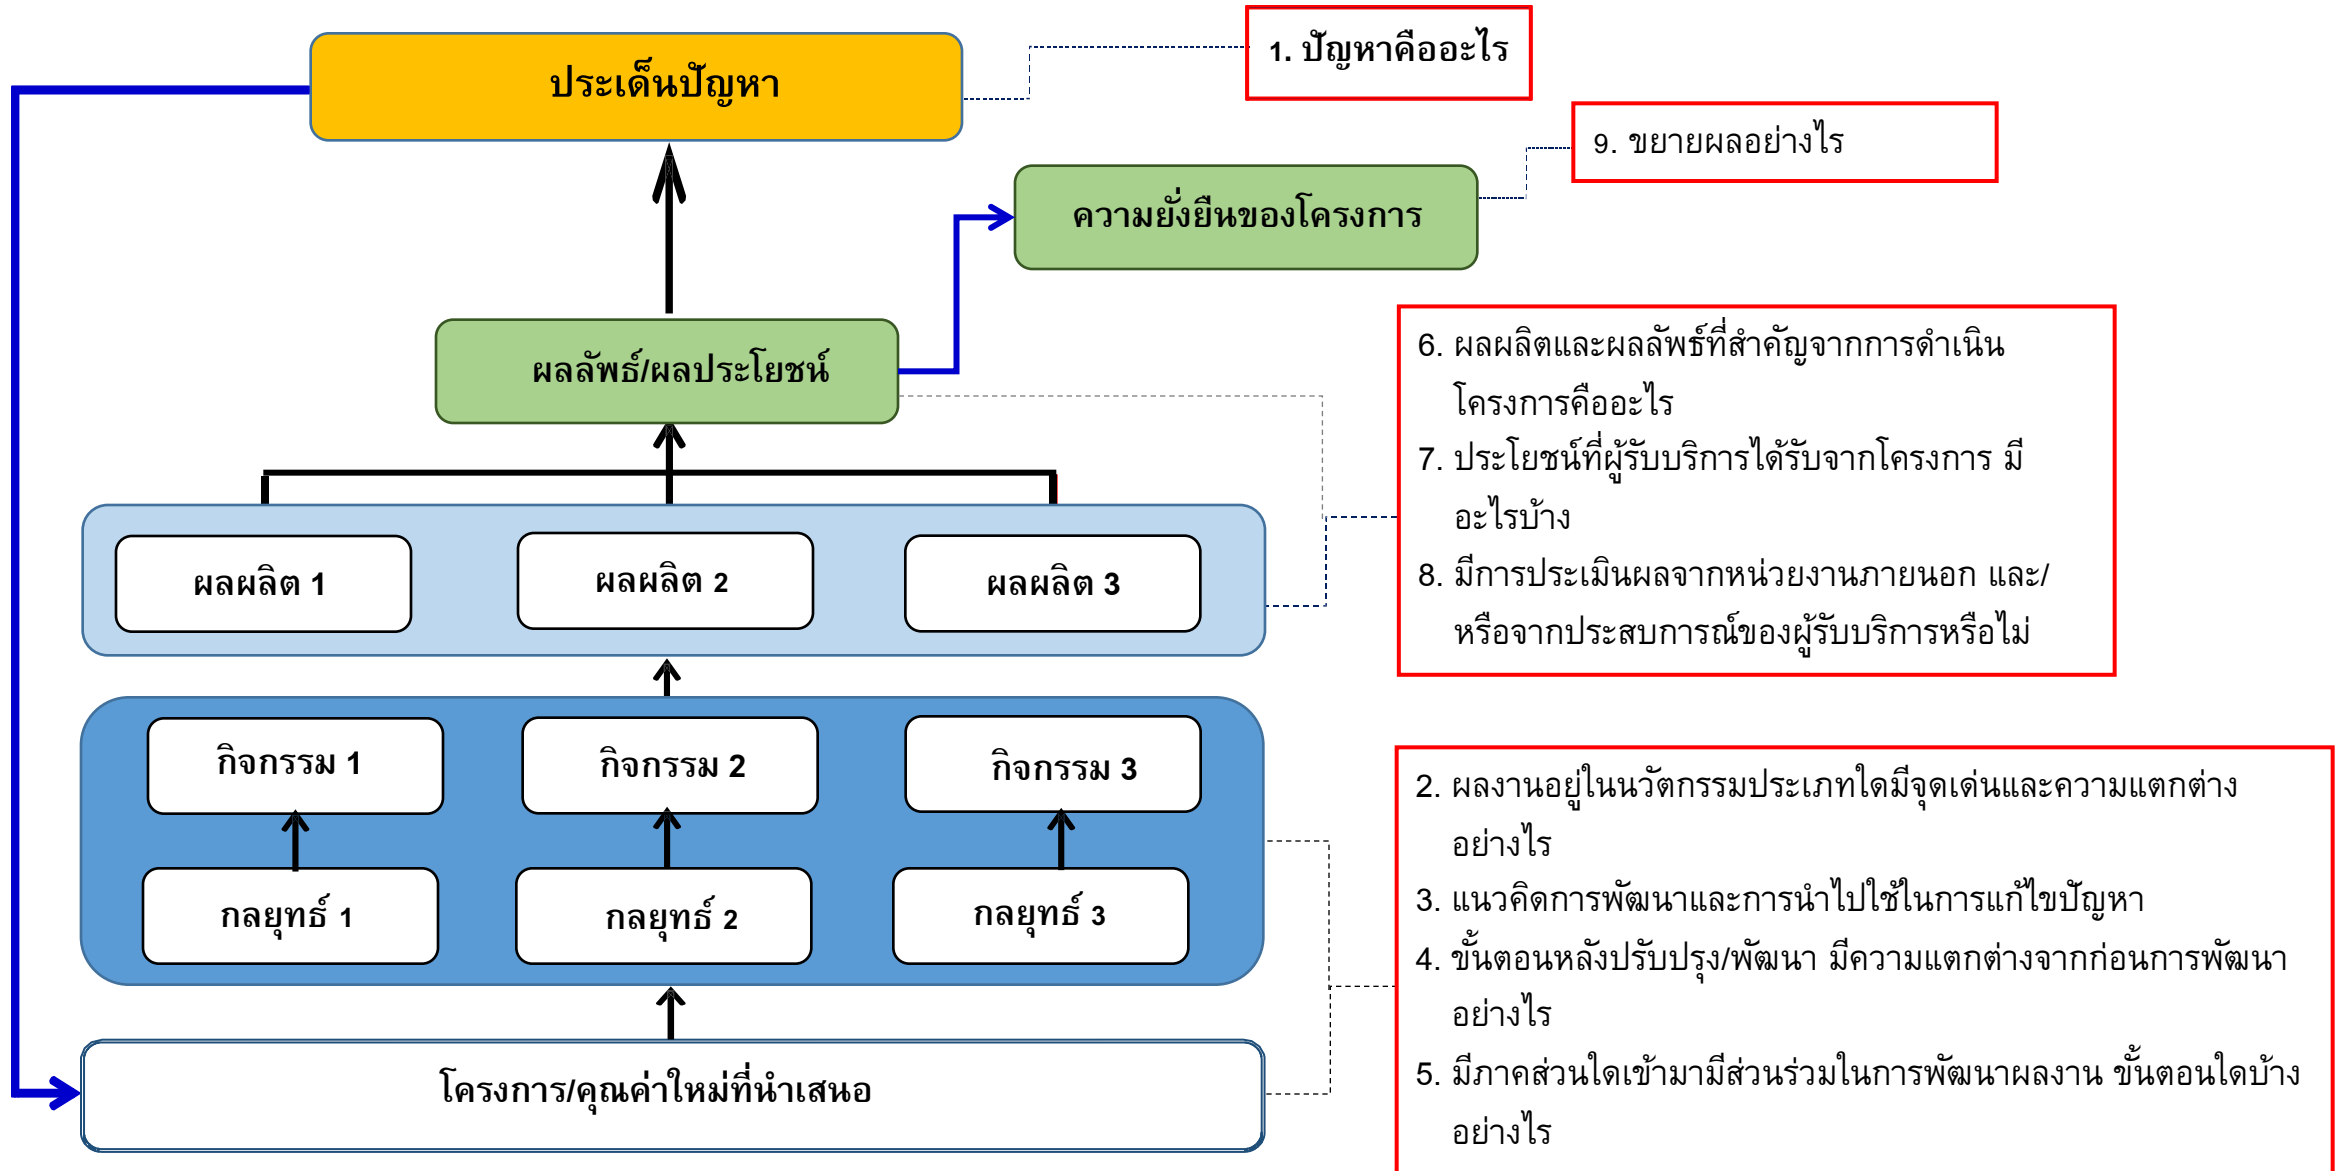 ประเด็นปัญหา
1. ปัญหาคืออะไร
9. ขยายผลอย่างไร
ความยั่งยืนของโครงการ
ผลลัพธ์/ผลประโยชน์
6. ผลผลิตและผลลัพธ์ที่สำคัญจากการดำเนิน
โครงการคืออะไร
7. ประโยชน์ที่ผู้รับบริการได้รับจากโครงการ มี
อะไรบ้าง
8. มีการประเมินผลจากหน่วยงานภายนอก และ/
หรือจากประสบการณ์ของผู้รับบริการหรือไม่
ผลผลิต 1
ผลผลิต 2
ผลผลิต 3
กิจกรรม 1
กิจกรรม 2
กิจกรรม 3
กลยุทธ์ 1
กลยุทธ์ 2
กลยุทธ์ 3
2. ผลงานอยู่ในนวัตกรรมประเภทใดมีจุดเด่นและความแตกต่าง
อย่างไร
3. แนวคิดการพัฒนาและการนำไปใช้ในการแก้ไขปัญหา
4. ขั้นตอนหลังปรับปรุง/พัฒนา มีความแตกต่างจากก่อนการพัฒนา
อย่างไร
5. มีภาคส่วนใดเข้ามามีส่วนร่วมในการพัฒนาผลงาน ขั้นตอนใดบ้าง
อย่างไร
โครงการ/คุณค่าใหม่ที่นำเสนอ